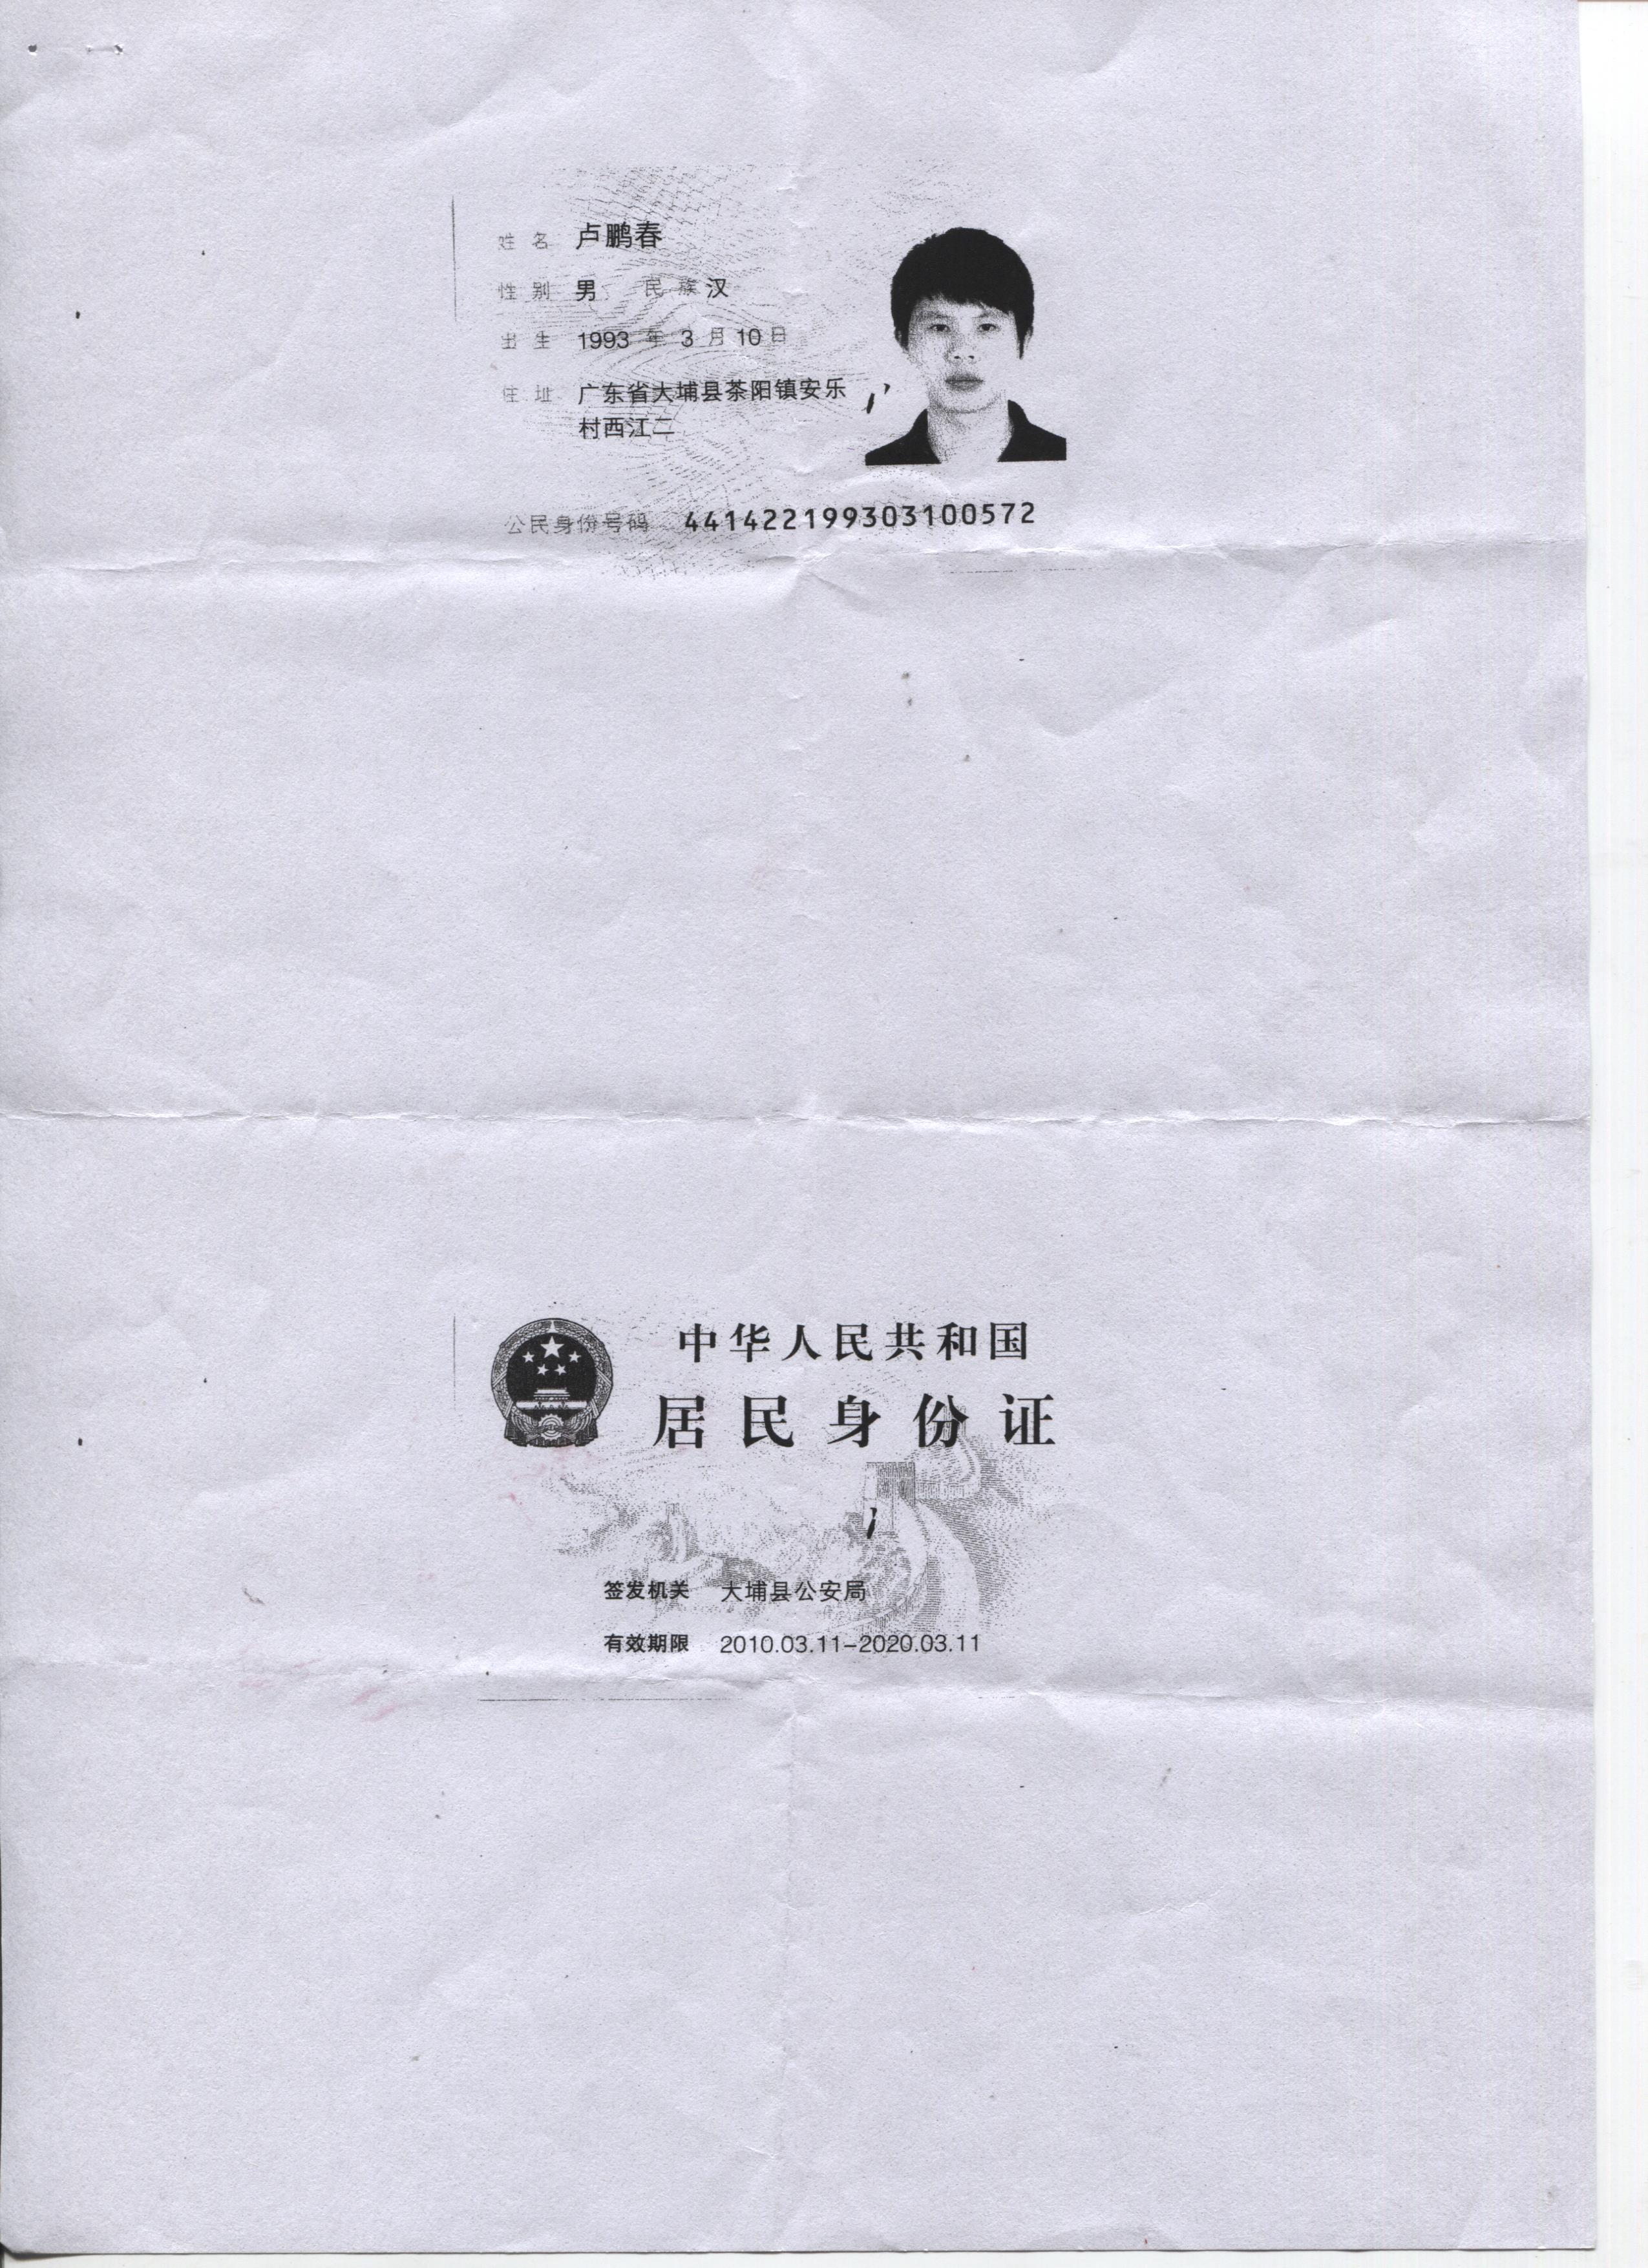 姓名 卢鹏春
性别 男 民族 汉
出生 1993 年 3 月 10 日
住址 广东省大埔县茶阳镇安乐
村西江二
公民身份号码 441422199303100572
中华人民共和国
居民身份证
签发机关 大埔县公安局
有效期限 2010.03.11-2020.03.11